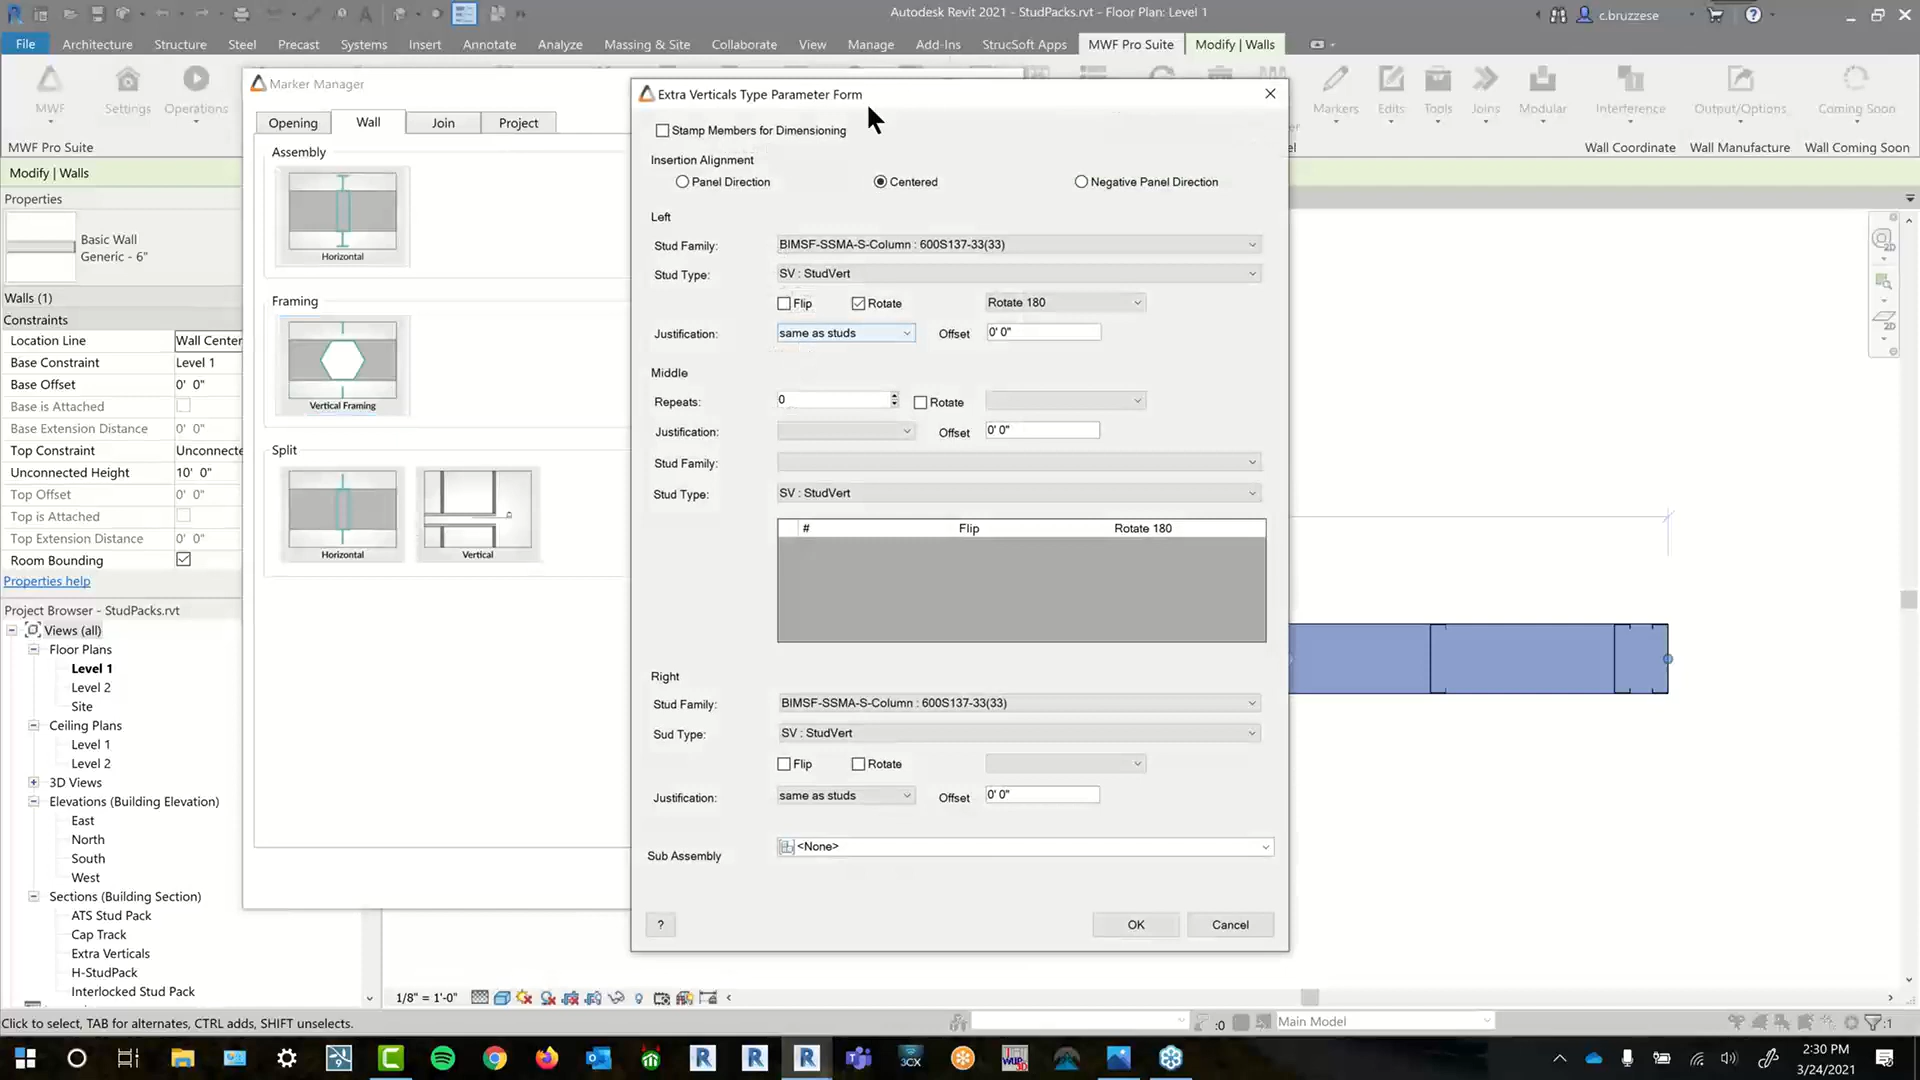 Autodesk Revit 2021 - StudPacks.rvt - Floor Plan: Level 1
c.bruzzese
File Architecture Structure Steel Precast Systems Insert Annotate Analyze Massing & Site Collaborate View Manage Add-Ins StrucSoft Apps MWF Pro Suite Modify | Walls
MWF Settings Operations
Markers Edits Tools Joins Modular Interference Output/Options Coming Soon
MWF Pro Suite
Wall Coordinate Wall Manufacture Wall Coming Soon
Modify | Walls
Properties
Basic Wall
Generic - 6"
Walls (1)
Constraints
Location Line Wall Center
Base Constraint Level 1
Base Offset 0' 0"
Base is Attached
Base Extension Distance 0' 0"
Top Constraint Unconnecte
Unconnected Height 10' 0"
Top Offset 0' 0"
Top is Attached
Top Extension Distance 0' 0"
Room Bounding
Properties help
Project Browser - StudPacks.rvt
Views (all)
Floor Plans
Level 1
Level 2
Site
Ceiling Plans
Level 1
Level 2
3D Views
Elevations (Building Elevation)
East
North
South
West
Sections (Building Section)
ATS Stud Pack
Cap Track
Extra Verticals
H-StudPack
Interlocked Stud Pack
Marker Manager
Opening Wall Join Project
Assembly
Horizontal
Framing
Vertical Framing
Split
Horizontal Vertical
Extra Verticals Type Parameter Form
Stamp Members for Dimensioning
Insertion Alignment
Panel Direction Centered Negative Panel Direction
Left
Stud Family: BIMSF-SSMA-S-Column : 600S137-33(33)
Stud Type: SV : StudVert
Flip Rotate Rotate 180
Justification: same as studs Offset 0' 0"
Middle
Repeats: 0 Rotate
Justification: Offset 0' 0"
Stud Family:
Stud Type: SV : StudVert
# Flip Rotate 180
Right
Stud Family: BIMSF-SSMA-S-Column : 600S137-33(33)
Sud Type: SV : StudVert
Flip Rotate
Justification: same as studs Offset 0' 0"
Sub Assembly <None>
? OK Cancel
2D
2D
1/8" = 1'-0"
Click to select, TAB for alternates, CTRL adds, SHIFT unselects.
:0 Main Model :1
3CX
2:30 PM
3/24/2021